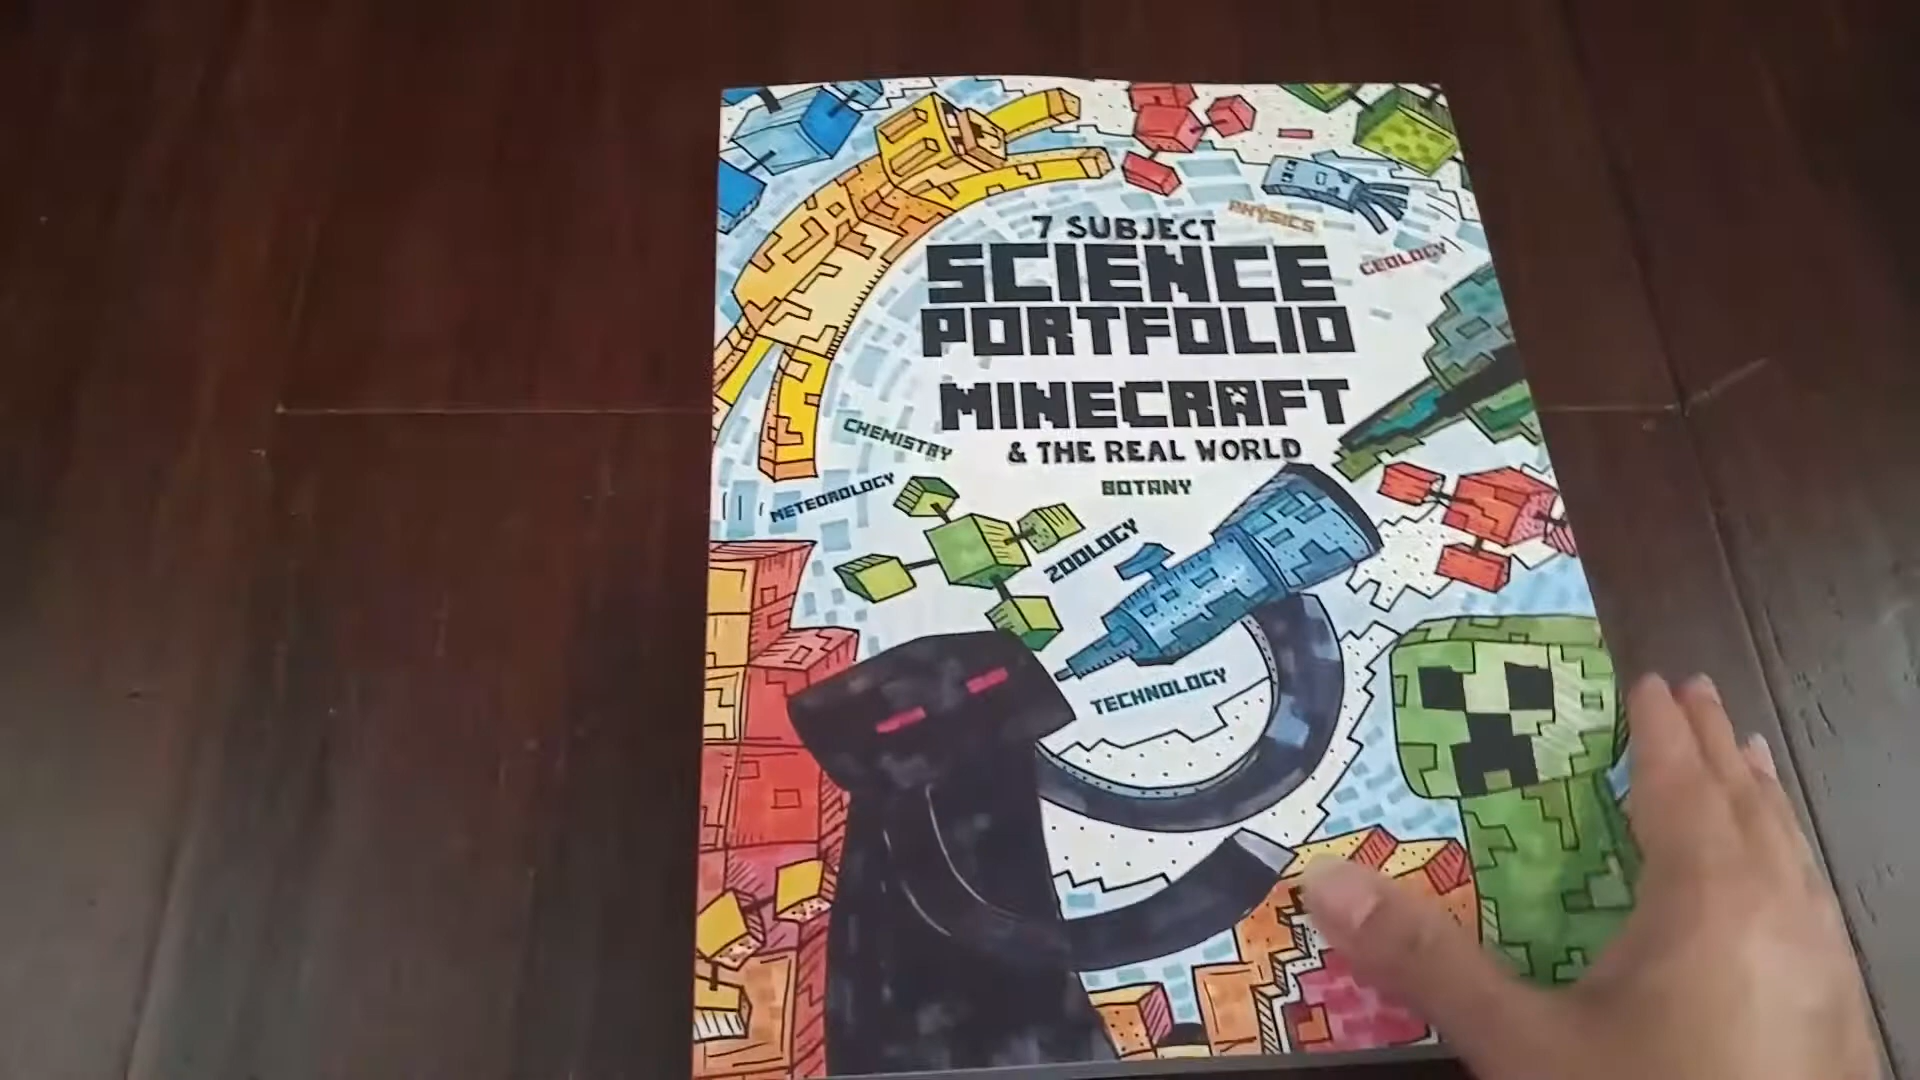 7 SUBJECT
SCIENCE
PORTFOLIO
MINECRAFT
& THE REAL WORLD
PHYSICS
GEOLOGY
CHEMISTRY
METEOROLOGY
BOTANY
ZOOLOGY
TECHNOLOGY